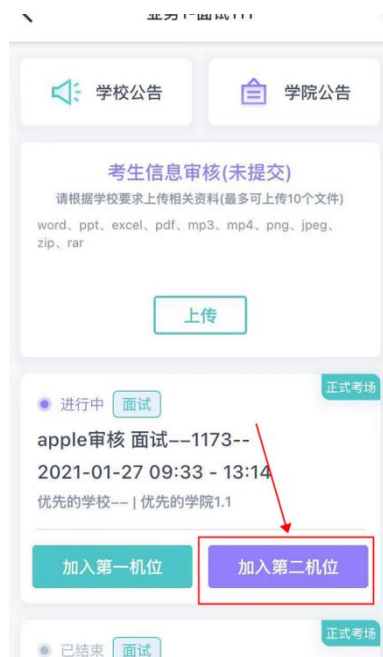 学校公告
学院公告
考生信息审核(未提交)
请根据学校要求上传相关资料(最多可上传10个文件)
word、ppt、excel、pdf、mp3、mp4、png、jpeg、
zip、rar
上传
正式考场
进行中 面试
apple审核 面试--1173--
2021-01-27 09:33 - 13:14
优先的学校-- | 优先的学院1.1
加入第一机位
加入第二机位
正式考场
已结束 面试